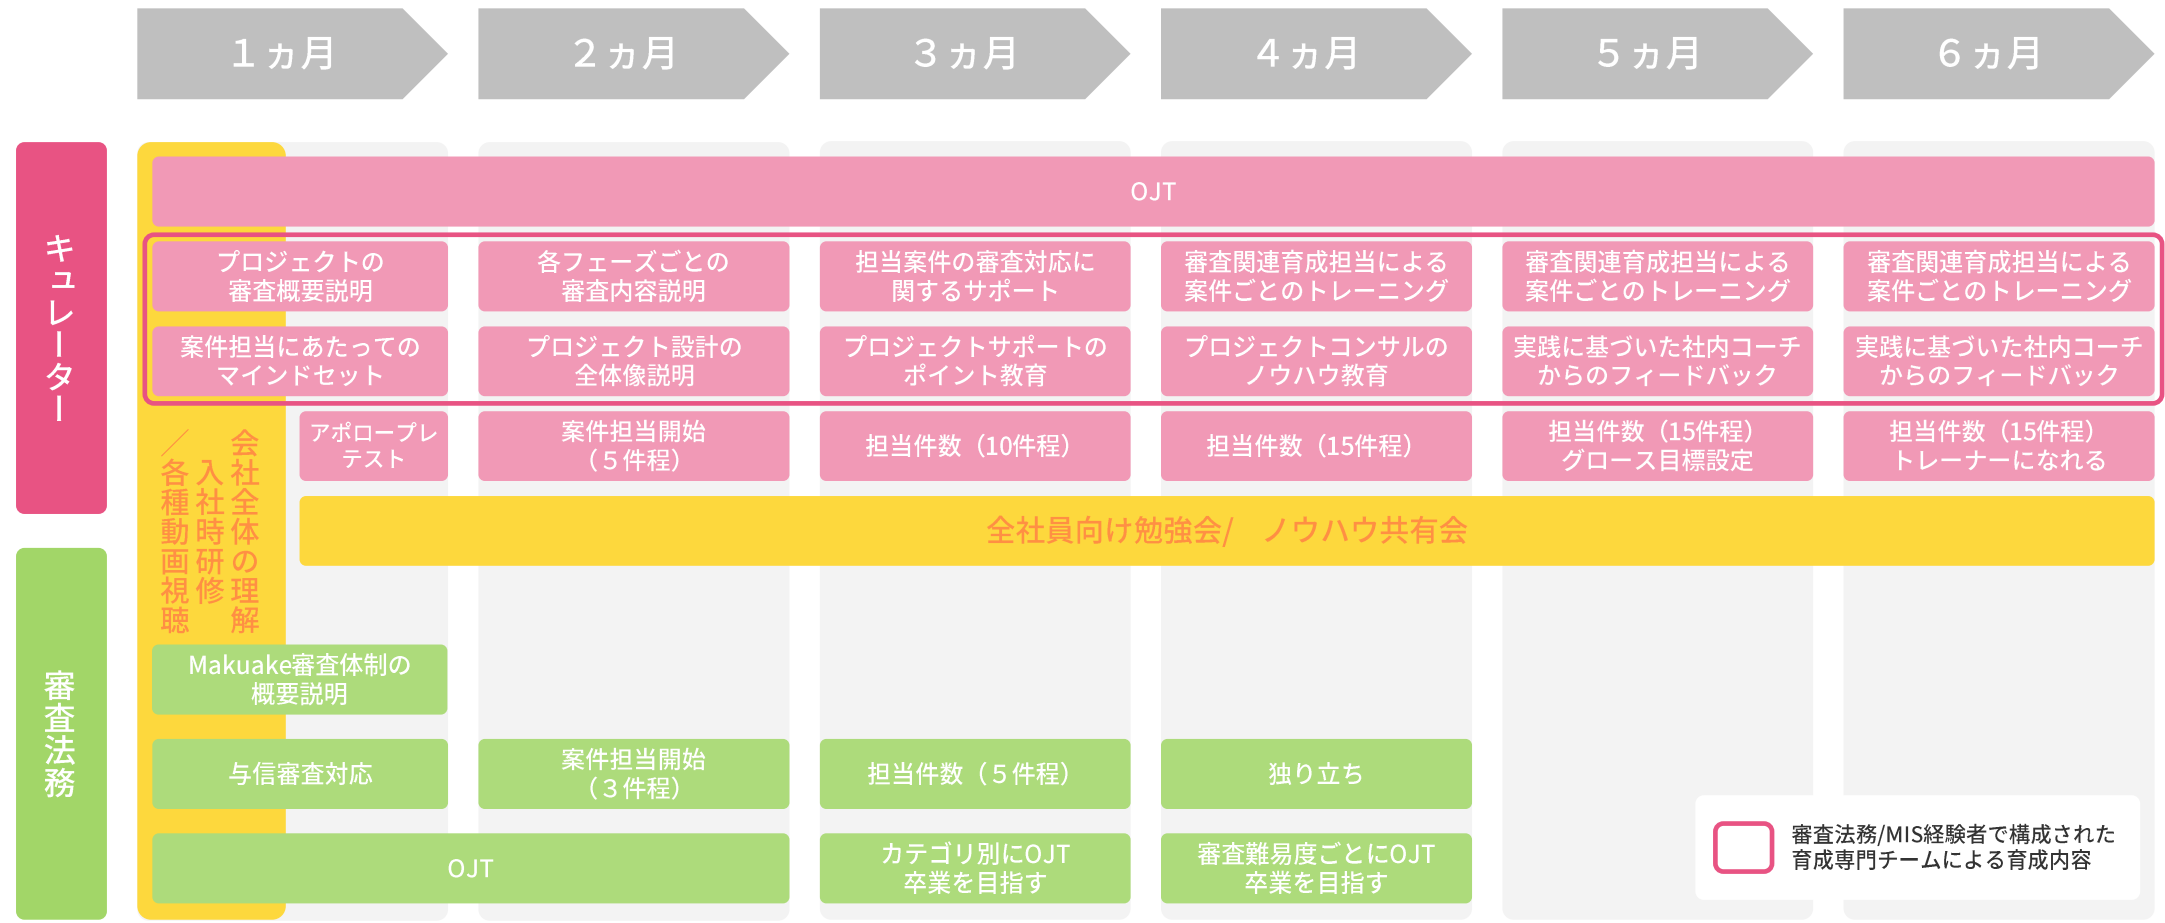 1ヵ月
2ヵ月
3ヵ月
4ヵ月
5ヵ月
6ヵ月
キュレーター
OJT
プロジェクトの
審査概要説明
各フェーズごとの
審査内容説明
担当案件の審査対応に
関するサポート
審査関連育成担当による
案件ごとのトレーニング
審査関連育成担当による
案件ごとのトレーニング
審査関連育成担当による
案件ごとのトレーニング
案件担当にあたっての
マインドセット
プロジェクト設計の
全体像説明
プロジェクトサポートの
ポイント教育
プロジェクトコンサルの
ノウハウ教育
実践に基づいた社内コーチ
からのフィードバック
実践に基づいた社内コーチ
からのフィードバック
アポロープレ
テスト
案件担当開始
（５件程）
担当件数（10件程）
担当件数（15件程）
担当件数（15件程）
グロース目標設定
担当件数（15件程）
トレーナーになれる
会社全体の理解
入社時研修
／各種動画視聴
全社員向け勉強会/　ノウハウ共有会
審査法務
Makuake審査体制の
概要説明
与信審査対応
案件担当開始
（３件程）
担当件数（５件程）
独り立ち
OJT
カテゴリ別にOJT
卒業を目指す
審査難易度ごとにOJT
卒業を目指す
審査法務/MIS経験者で構成された
育成専門チームによる育成内容